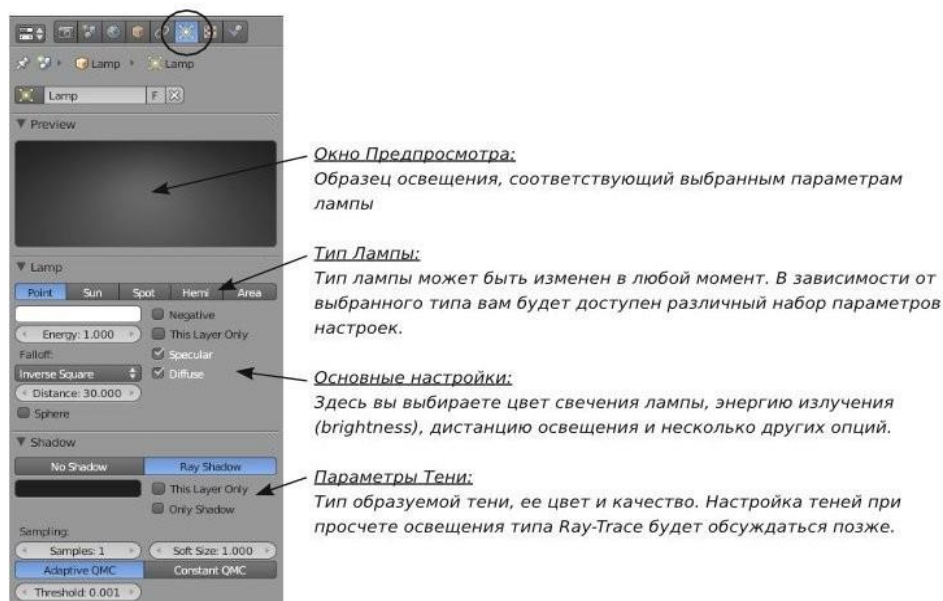 Lamp Lamp
Lamp F
Preview
Окно Предпросмотра:
Образец освещения, соответствующий выбранным параметрам
лампы
Lamp
Point Sun Spot Hemi Area
Negative
Energy: 1.000 This Layer Only
Falloff: Specular
Inverse Square Diffuse
Distance: 30.000
Sphere
Тип Лампы:
Тип лампы может быть изменен в любой момент. В зависимости от
выбранного типа вам будет доступен различный набор параметров
настроек.
Основные настройки:
Здесь вы выбираете цвет свечения лампы, энергию излучения
(brightness), дистанцию освещения и несколько других опций.
Shadow
No Shadow Ray Shadow
This Layer Only
Only Shadow
Sampling:
Samples: 1 Soft Size: 1.000
Adaptive QMC Constant QMC
Threshold: 0.001
Параметры Тени:
Тип образуемой тени, ее цвет и качество. Настройка теней при
просчете освещения типа Ray-Trace будет обсуждаться позже.